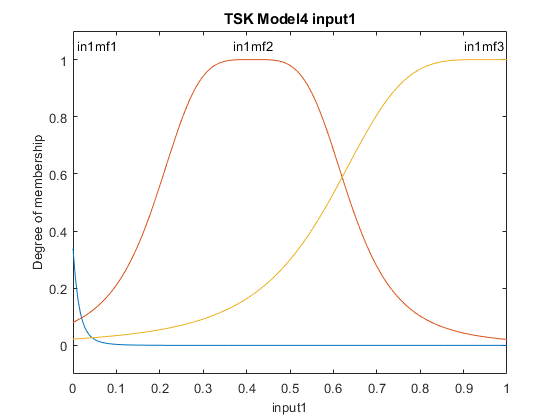 TSK Model4 input1
in1mf1 in1mf2 in1mf3
1
0.8
0.6
0.4
0.2
0
Degree of membership
0 0.1 0.2 0.3 0.4 0.5 0.6 0.7 0.8 0.9 1
input1